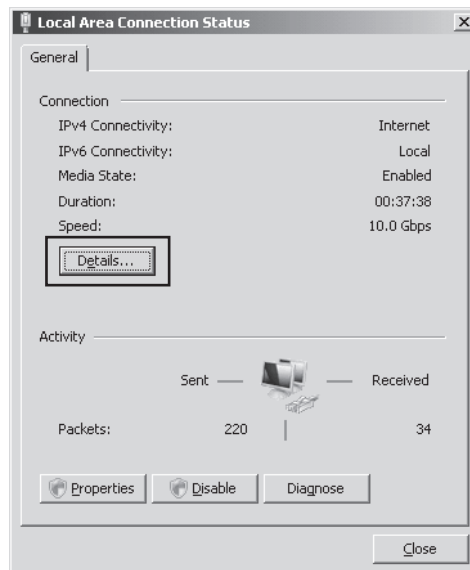 Local Area Connection Status
General
Connection
IPv4 Connectivity: Internet
IPv6 Connectivity: Local
Media State: Enabled
Duration: 00:37:38
Speed: 10.0 Gbps
Details...
Activity
Sent Received
Packets: 220 34
Properties Disable Diagnose
Close